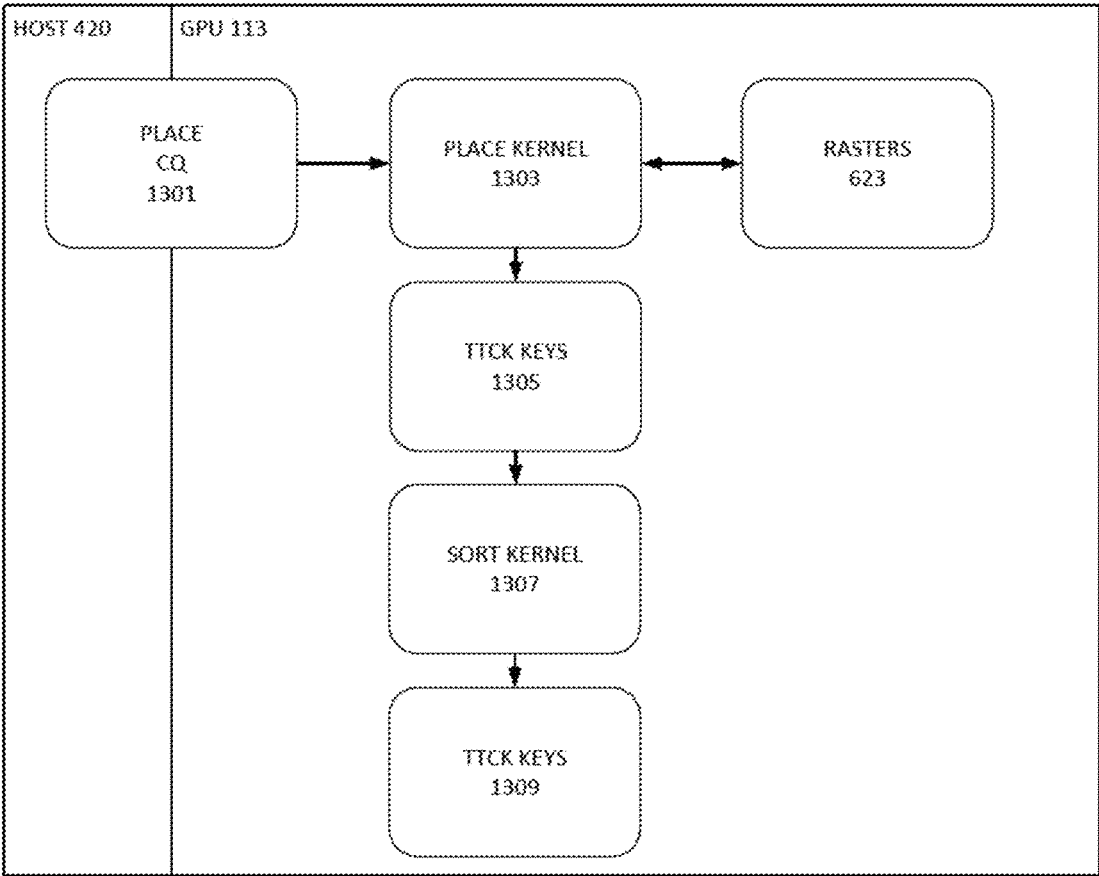 HOST 420
GPU 113
PLACE
CQ
1301
PLACE KERNEL
1303
RASTERS
623
TTCK KEYS
1305
SORT KERNEL
1307
TTCK KEYS
1309